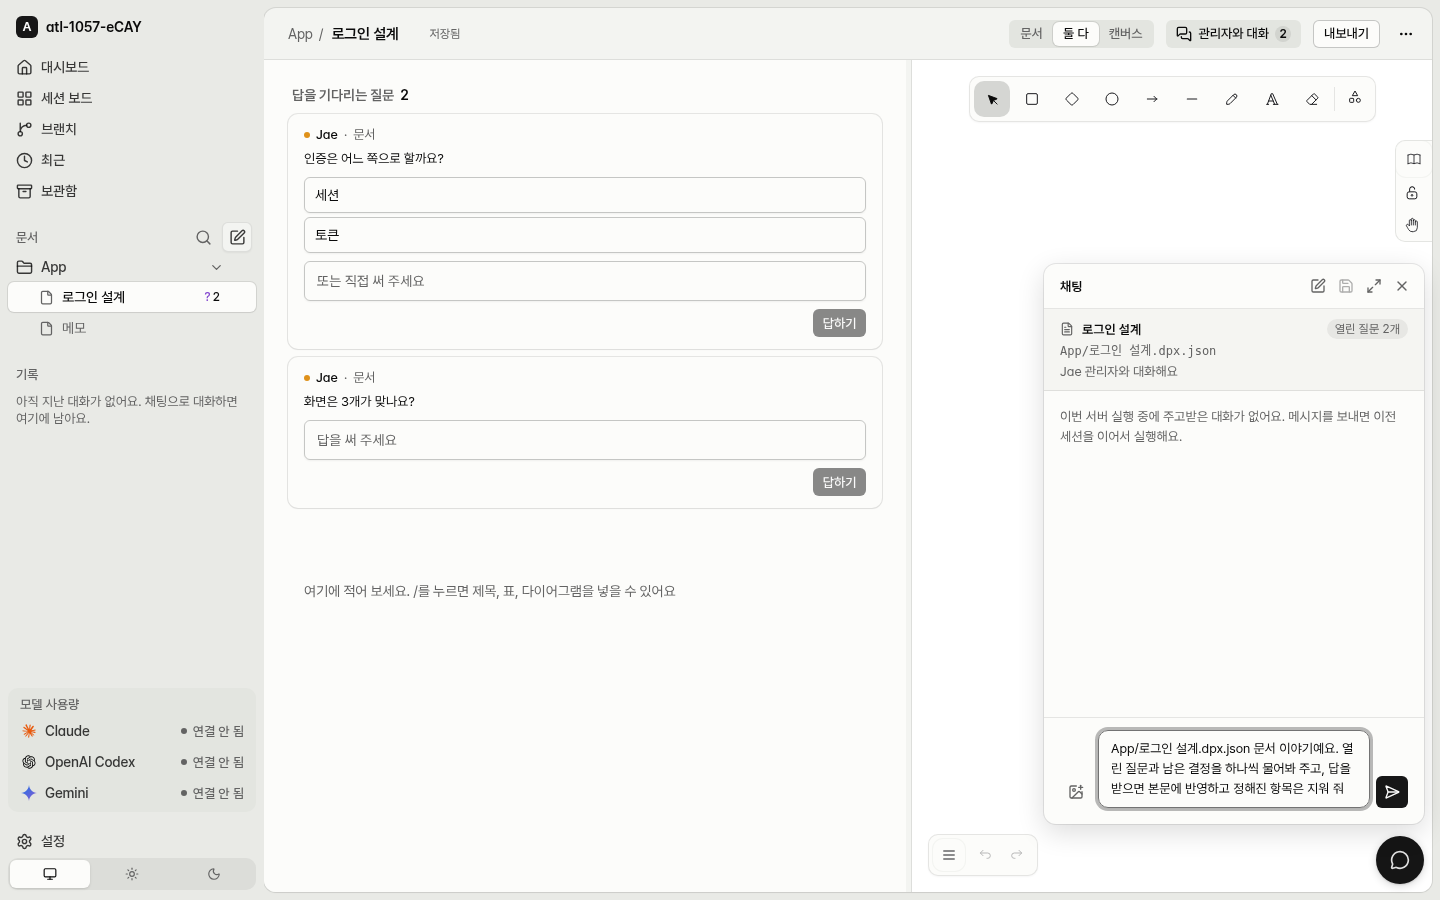 A atl-1057-eCAY
대시보드
세션 보드
브랜치
최근
보관함
문서
App
로그인 설계 ?2
메모
기록
아직 지난 대화가 없어요. 채팅으로 대화하면
여기에 남아요.
모델 사용량
Claude 연결 안 됨
OpenAI Codex 연결 안 됨
Gemini 연결 안 됨
설정
App / 로그인 설계 저장됨
문서 둘 다 캔버스 관리자와 대화 2 내보내기
답을 기다리는 질문 2
Jae · 문서
인증은 어느 쪽으로 할까요?
세션
토큰
또는 직접 써 주세요
답하기
Jae · 문서
화면은 3개가 맞나요?
답을 써 주세요
답하기
여기에 적어 보세요. /를 누르면 제목, 표, 다이어그램을 넣을 수 있어요
A
채팅
로그인 설계 열린 질문 2개
App/로그인 설계.dpx.json
Jae 관리자와 대화해요
이번 서버 실행 중에 주고받은 대화가 없어요. 메시지를 보내면 이전
세션을 이어서 실행해요.
App/로그인 설계.dpx.json 문서 이야기예요. 열
린 질문과 남은 결정을 하나씩 물어봐 주고, 답을
받으면 본문에 반영하고 정해진 항목은 지워 줘